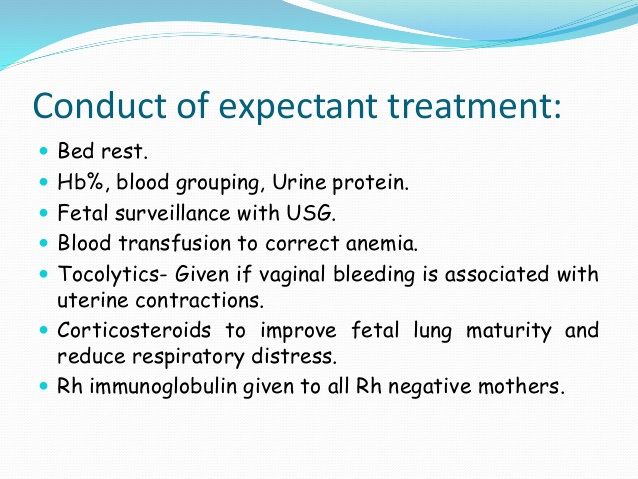 Conduct of expectant treatment:
• Bed rest.
• Hb%, blood grouping, Urine protein.
• Fetal surveillance with USG.
• Blood transfusion to correct anemia.
• Tocolytics- Given if vaginal bleeding is associated with
uterine contractions.
• Corticosteroids to improve fetal lung maturity and
reduce respiratory distress.
• Rh immunoglobulin given to all Rh negative mothers.